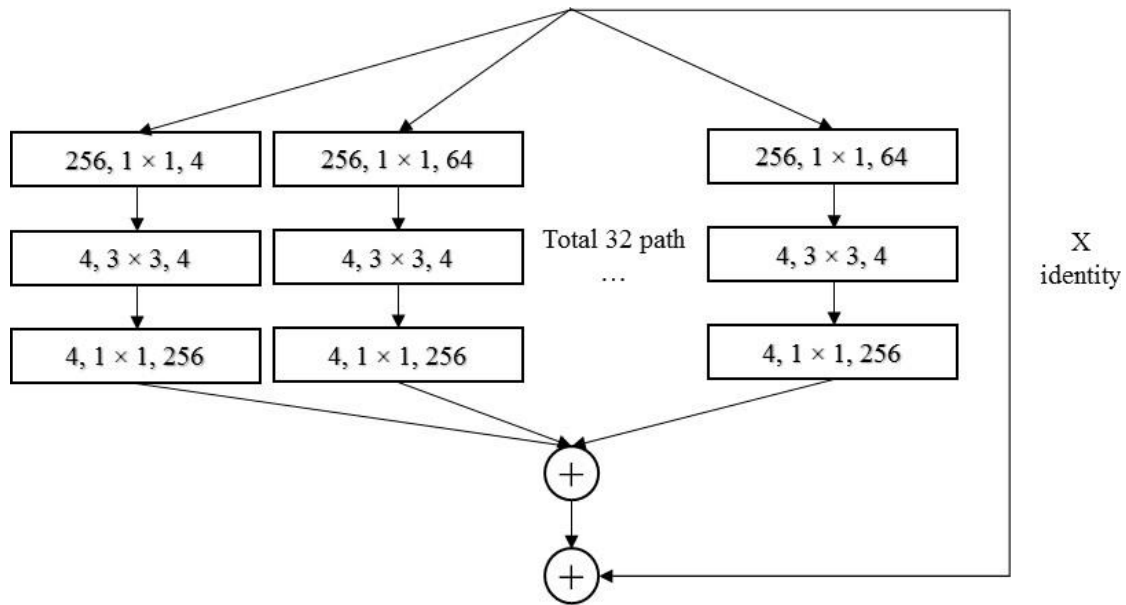 256, 1 × 1, 4
256, 1 × 1, 64
256, 1 × 1, 64
4, 3 × 3, 4
4, 3 × 3, 4
Total 32 path
…
4, 3 × 3, 4
X
identity
4, 1 × 1, 256
4, 1 × 1, 256
4, 1 × 1, 256
+
+